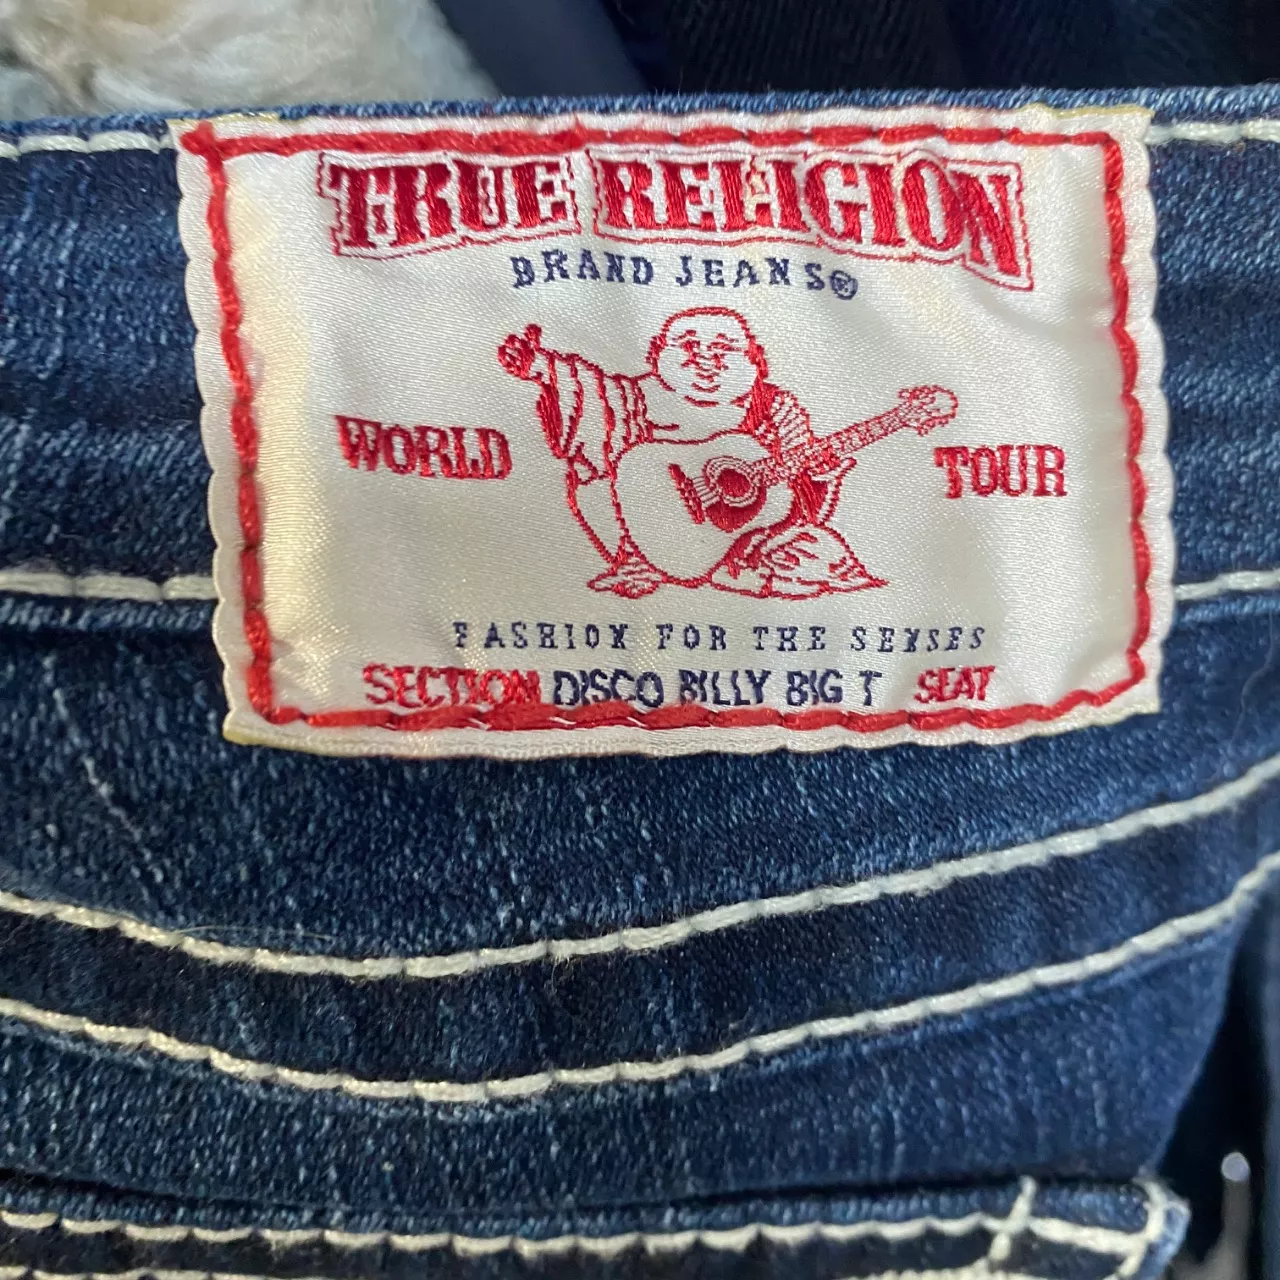 TRUE RELIGION
BRAND JEANS®
WORLD TOUR
FASHION FOR THE SENSES
SECTION DISCO BILLY BIG T SEAT